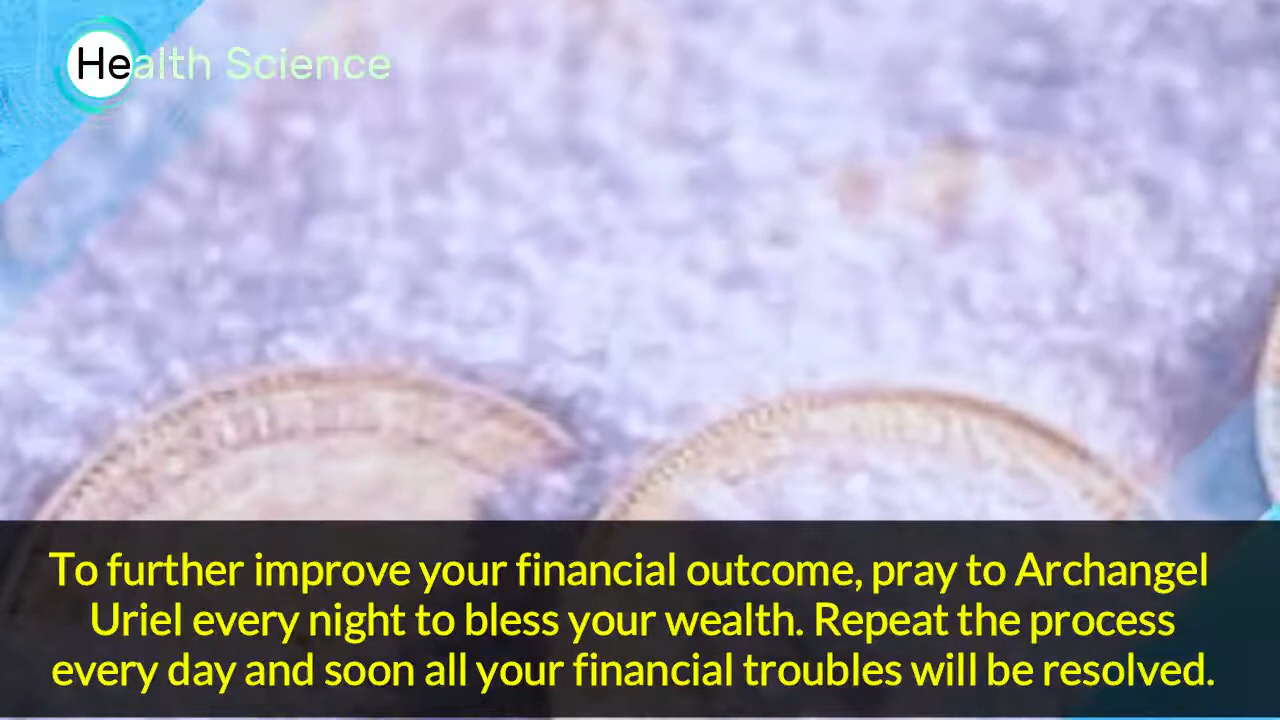 Health Science
To further improve your financial outcome, pray to Archangel
Uriel every night to bless your wealth. Repeat the process
every day and soon all your financial troubles will be resolved.